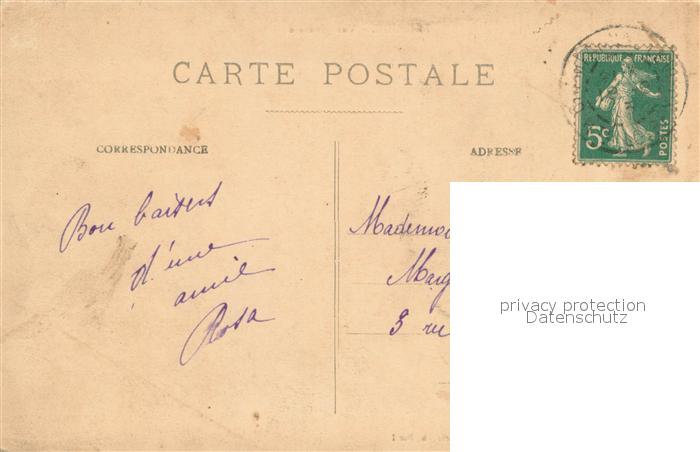 CARTE POSTALE
REPUBLIQUE FRANÇAISE
5c
POSTES
CORRESPONDANCE
ADRESSE
Bon baisers
d'une
amie
Rosa
Mademoi
Marg
3 ru
privacy protection
Datenschutz